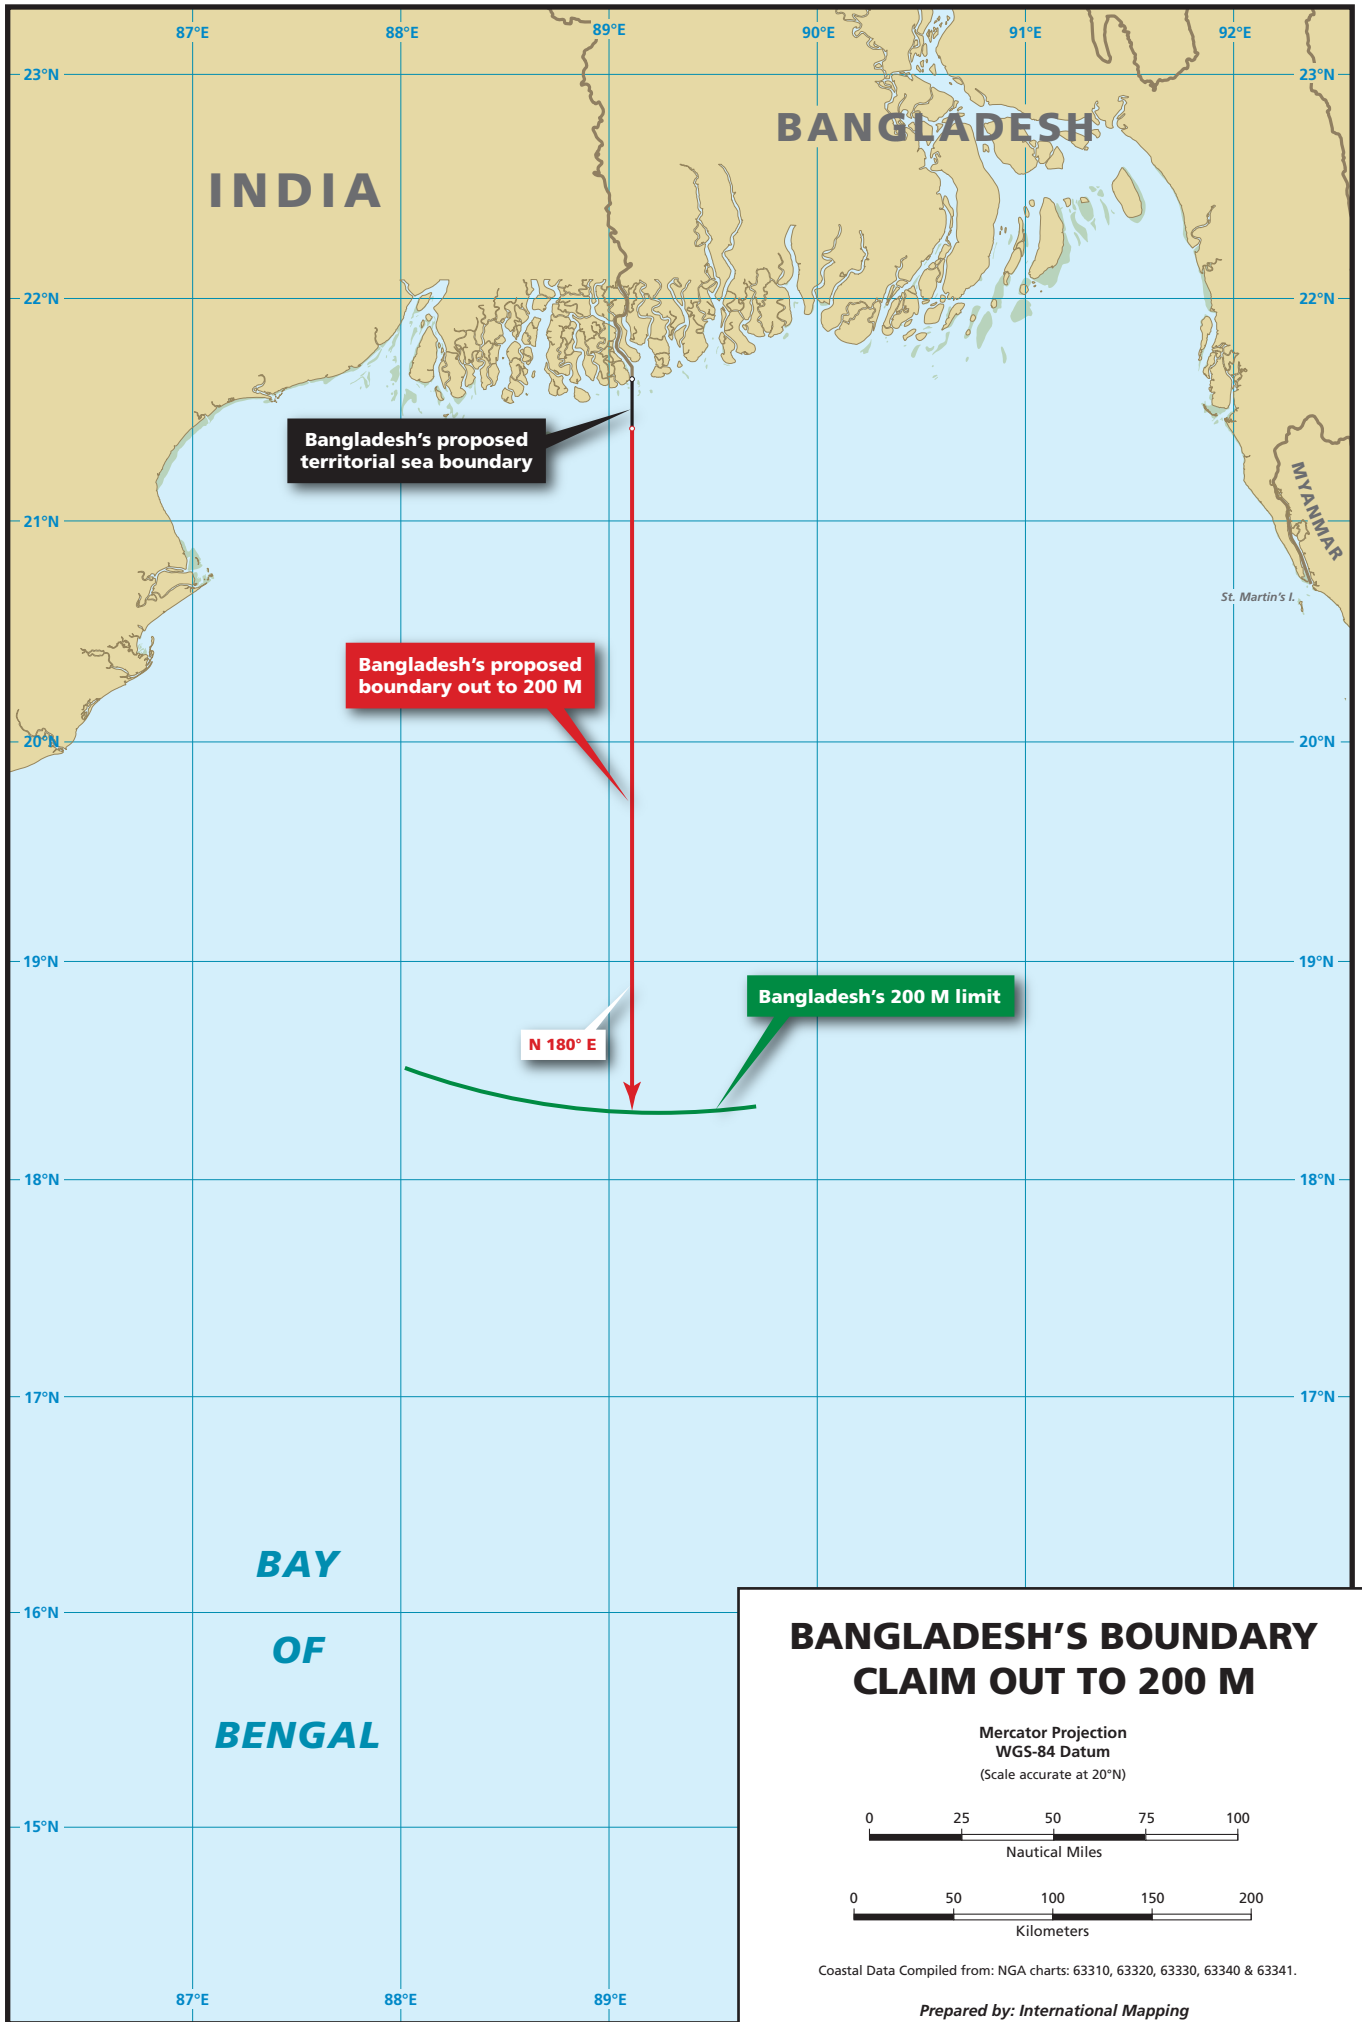 87°E 88°E 89°E 90°E 91°E 92°E
23°N 23°N
BANGLADESH
INDIA
22°N 22°N
Bangladesh's proposed
territorial sea boundary
MYANMAR
21°N
St. Martin's I.
Bangladesh's proposed
boundary out to 200 M
20°N 20°N
19°N 19°N
Bangladesh's 200 M limit
N 180° E
18°N 18°N
17°N 17°N
BAY
OF
BENGAL
16°N
BANGLADESH'S BOUNDARY
CLAIM OUT TO 200 M
Mercator Projection
WGS-84 Datum
(Scale accurate at 20°N)
0 25 50 75 100
Nautical Miles
15°N
0 50 100 150 200
Kilometers
Coastal Data Compiled from: NGA charts: 63310, 63320, 63330, 63340 & 63341.
87°E 88°E 89°E
Prepared by: International Mapping